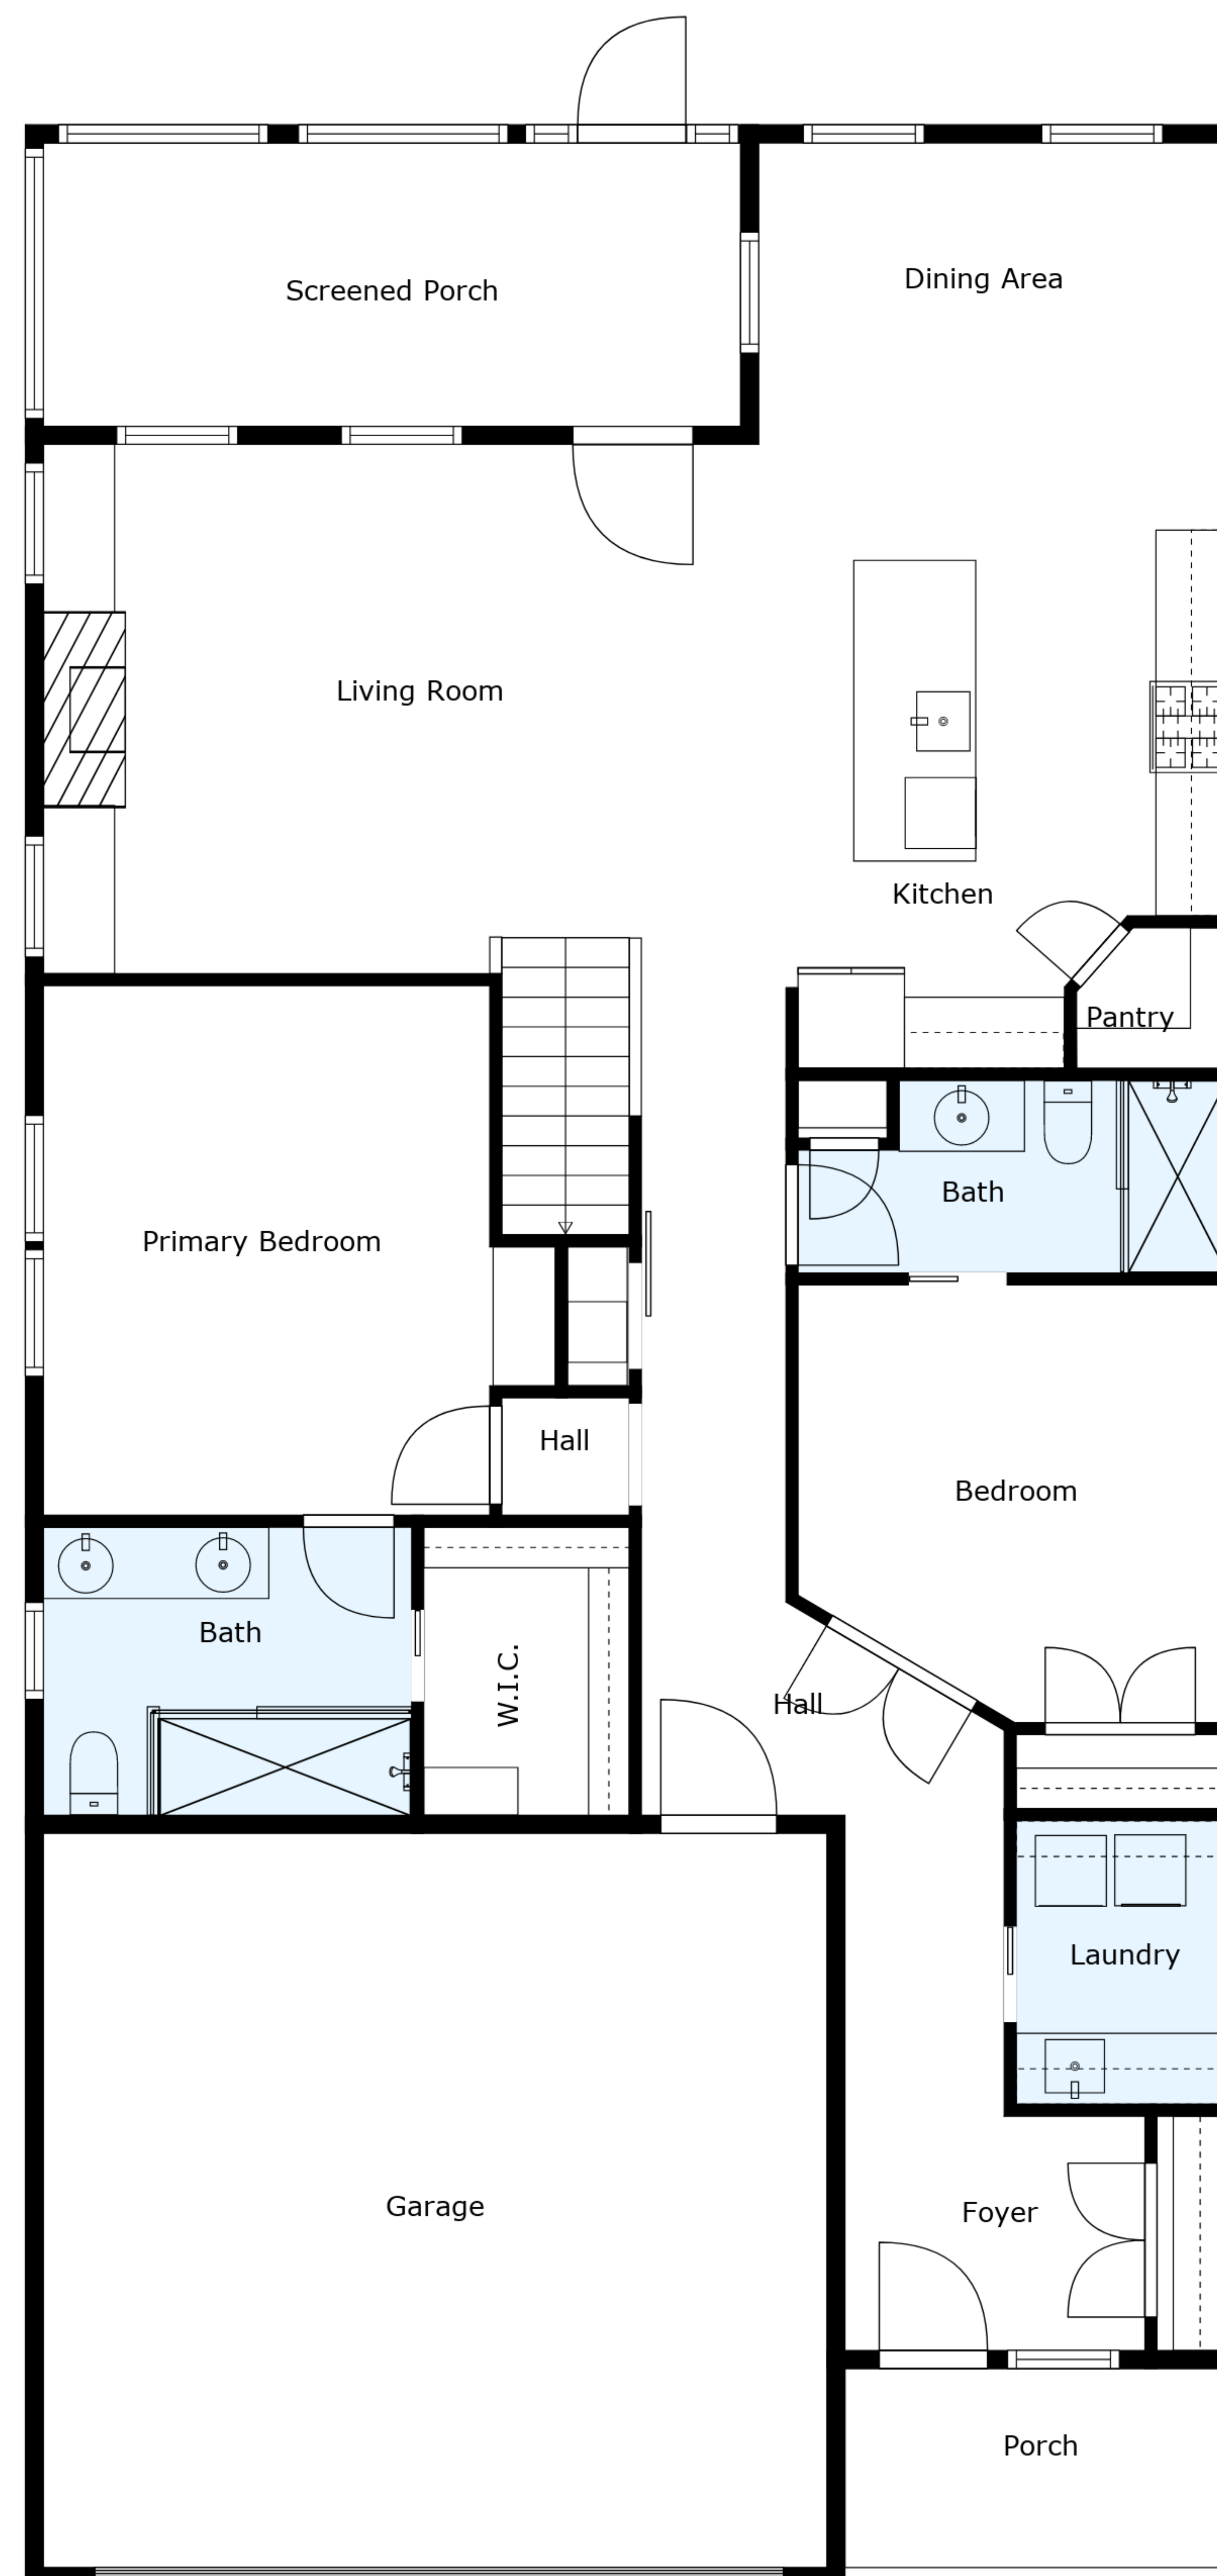 Dining Area
Screened Porch
Living Room
Kitchen
Pantry
Bath
Primary Bedroom
Hall
Bedroom
Bath
W.I.C.
Hall
Laundry
Garage
Foyer
Porch